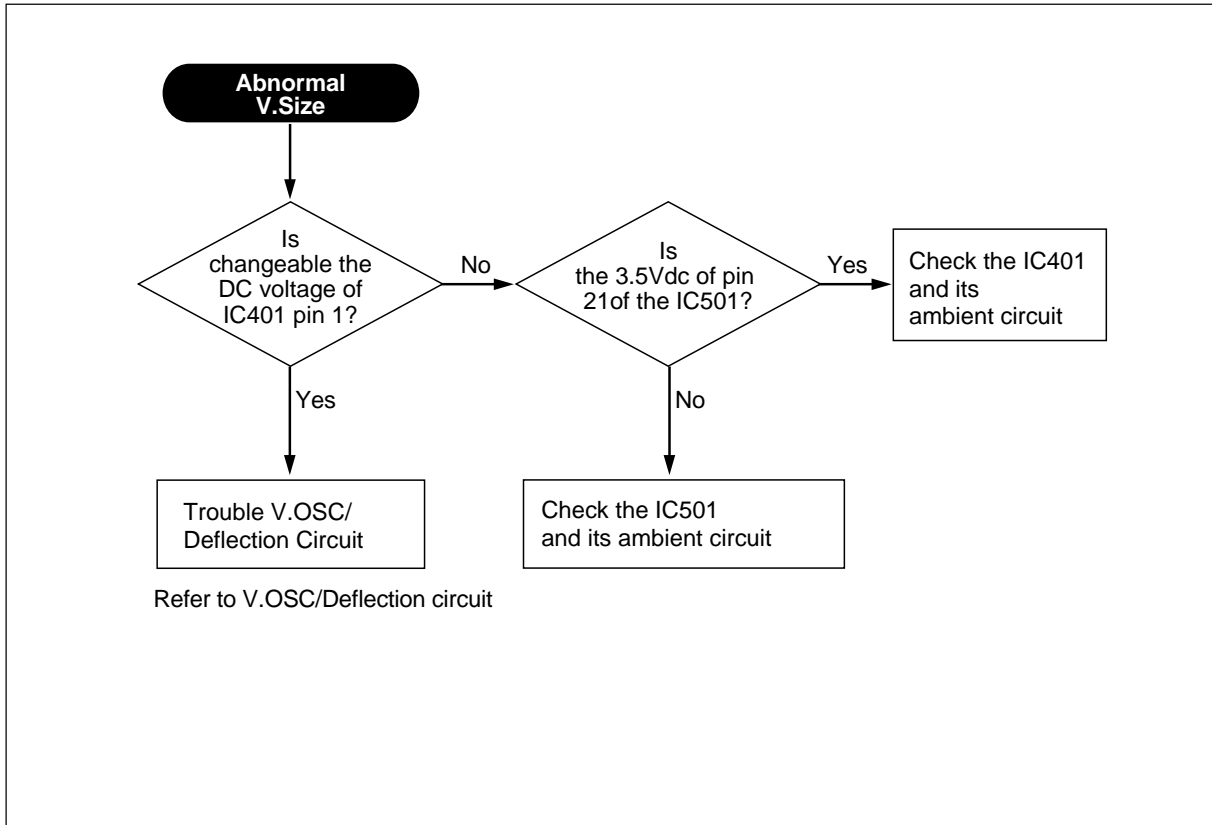 Abnormal
V.Size
Is
changeable the
DC voltage of
IC401 pin 1?
No
Is
the 3.5Vdc of pin
21of the IC501?
Yes
Check the IC401
and its
ambient circuit
Yes
No
Trouble V.OSC/
Deflection Circuit
Check the IC501
and its ambient circuit
Refer to V.OSC/Deflection circuit